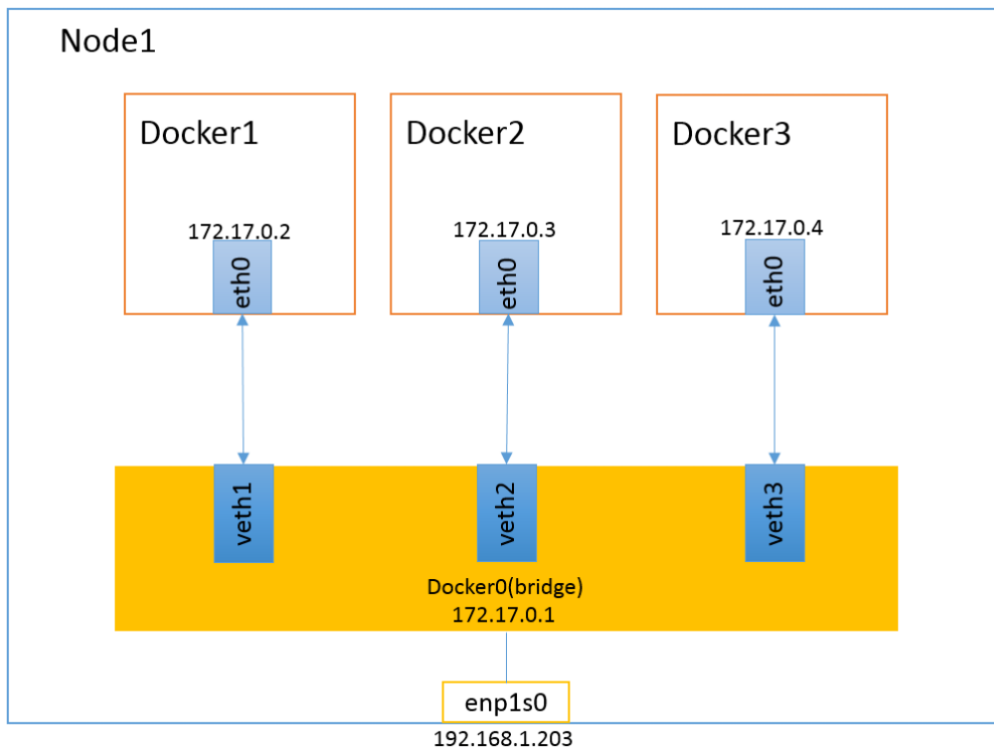 Node1
Docker1
Docker2
Docker3
172.17.0.2
172.17.0.3
172.17.0.4
eth0
eth0
eth0
veth1
veth2
veth3
Docker0(bridge)
172.17.0.1
enp1s0
192.168.1.203